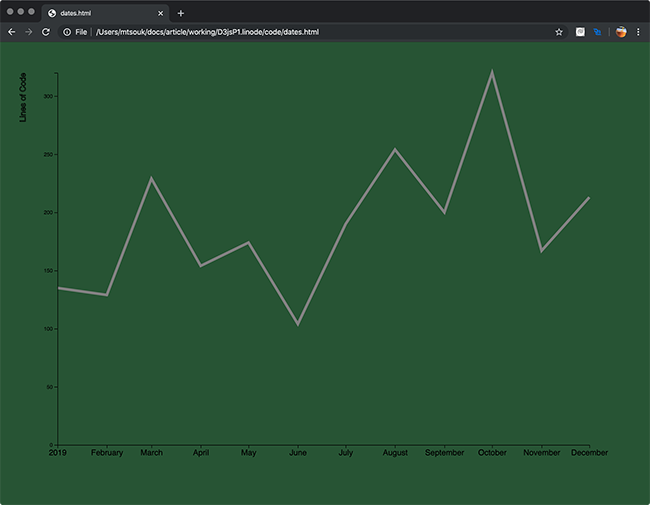 dates.html
File | /Users/mtsouk/docs/article/working/D3jsP1.linode/code/dates.html
Lines of Code
300
250
200
150
100
50
0
2019 February March April May June July August September October November December